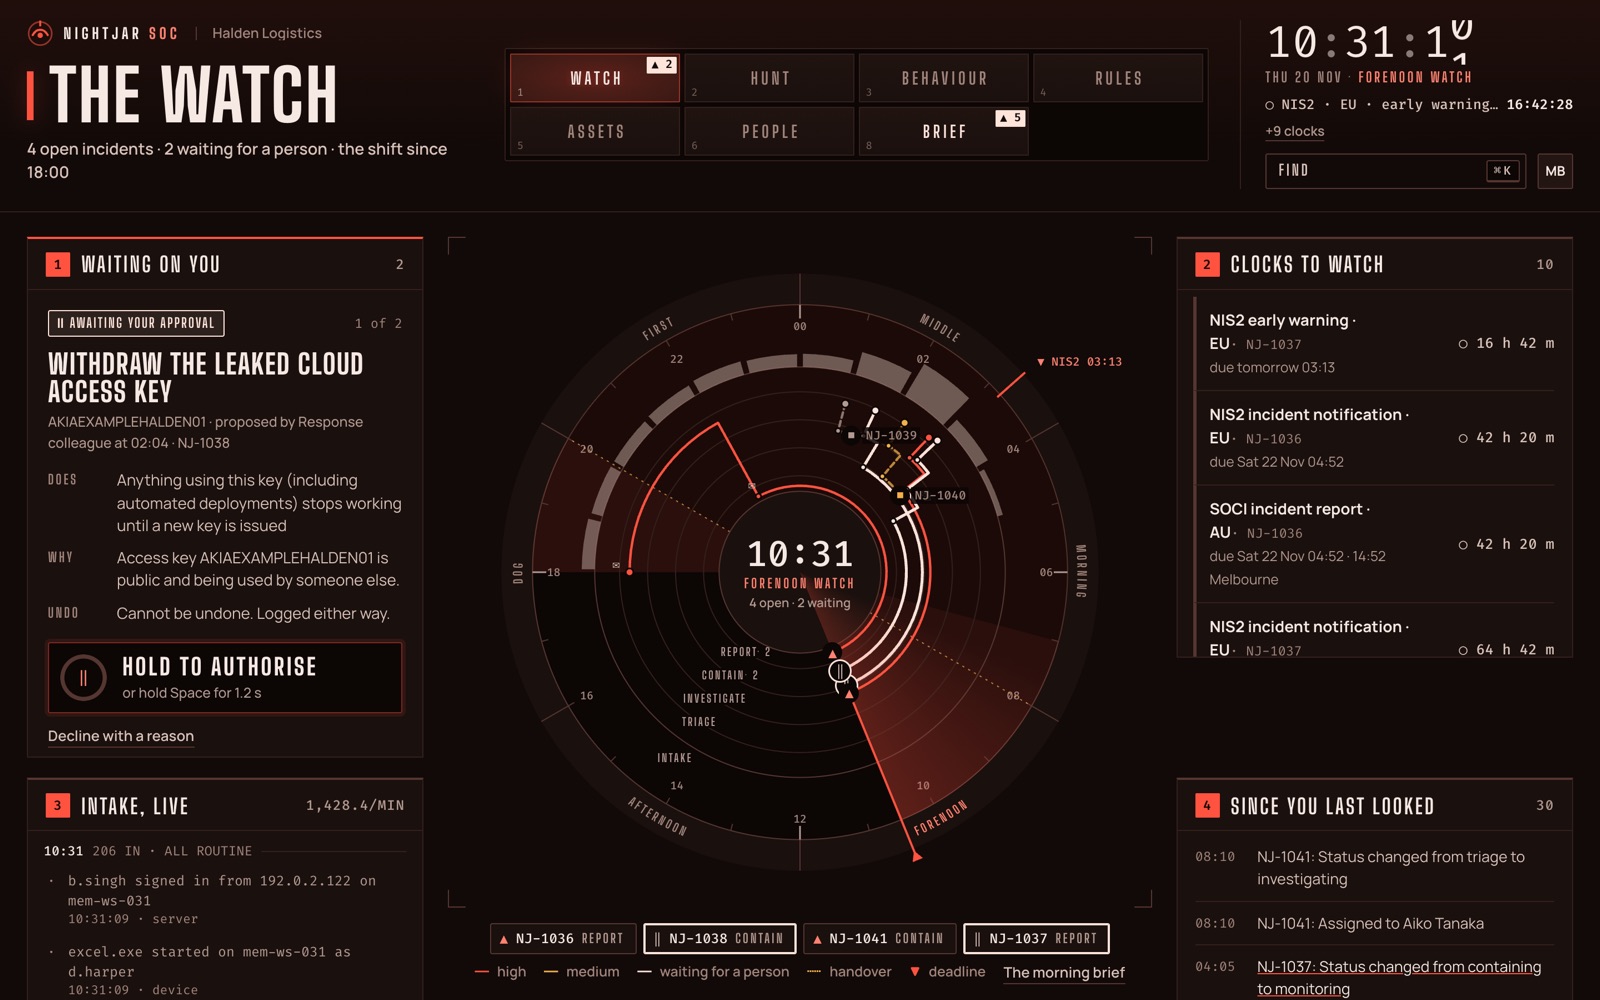 NIGHTJAR SOC | Halden Logistics
THE WATCH
4 open incidents · 2 waiting for a person · the shift since
18:00
WATCH ▲ 2
1
HUNT
2
BEHAVIOUR
3
RULES
4
ASSETS
5
PEOPLE
6
BRIEF ▲ 5
8
10:31:1
THU 20 NOV · FORENOON WATCH
○ NIS2 · EU · early warning… 16:42:28
+9 clocks
FIND ⌘K MB
1 WAITING ON YOU 2
AWAITING YOUR APPROVAL 1 of 2
WITHDRAW THE LEAKED CLOUD
ACCESS KEY
AKIAEXAMPLEHALDEN01 · proposed by Response
colleague at 02:04 · NJ-1038
DOES Anything using this key (including
automated deployments) stops working
until a new key is issued
WHY Access key AKIAEXAMPLEHALDEN01 is
public and being used by someone else.
UNDO Cannot be undone. Logged either way.
HOLD TO AUTHORISE
or hold Space for 1.2 s
Decline with a reason
3 INTAKE, LIVE 1,428.4/MIN
10:31 206 IN · ALL ROUTINE
· b.singh signed in from 192.0.2.122 on
mem-ws-031
10:31:09 · server
· excel.exe started on mem-ws-031 as
d.harper
10:31:09 · device
FIRST
MIDDLE
MORNING
FORENOON
AFTERNOON
DOG
00
02
04
06
08
10
12
14
16
18
20
22
▼ NIS2 03:13
NJ-1039
NJ-1040
10:31
FORENOON WATCH
4 open · 2 waiting
REPORT· 2
CONTAIN· 2
INVESTIGATE
TRIAGE
INTAKE
▲ NJ-1036 REPORT
NJ-1038 CONTAIN
▲ NJ-1041 CONTAIN
NJ-1037 REPORT
high medium waiting for a person handover ▼ deadline The morning brief
2 CLOCKS TO WATCH 10
NIS2 early warning ·
EU · NJ-1037 ○ 16 h 42 m
due tomorrow 03:13
NIS2 incident notification ·
EU · NJ-1036 ○ 42 h 20 m
due Sat 22 Nov 04:52
SOCI incident report ·
AU · NJ-1036 ○ 42 h 20 m
due Sat 22 Nov 04:52 · 14:52
Melbourne
NIS2 incident notification ·
EU · NJ-1037 ○ 64 h 42 m
4 SINCE YOU LAST LOOKED 30
08:10 NJ-1041: Status changed from triage to
investigating
08:10 NJ-1041: Assigned to Aiko Tanaka
04:05 NJ-1037: Status changed from containing
to monitoring